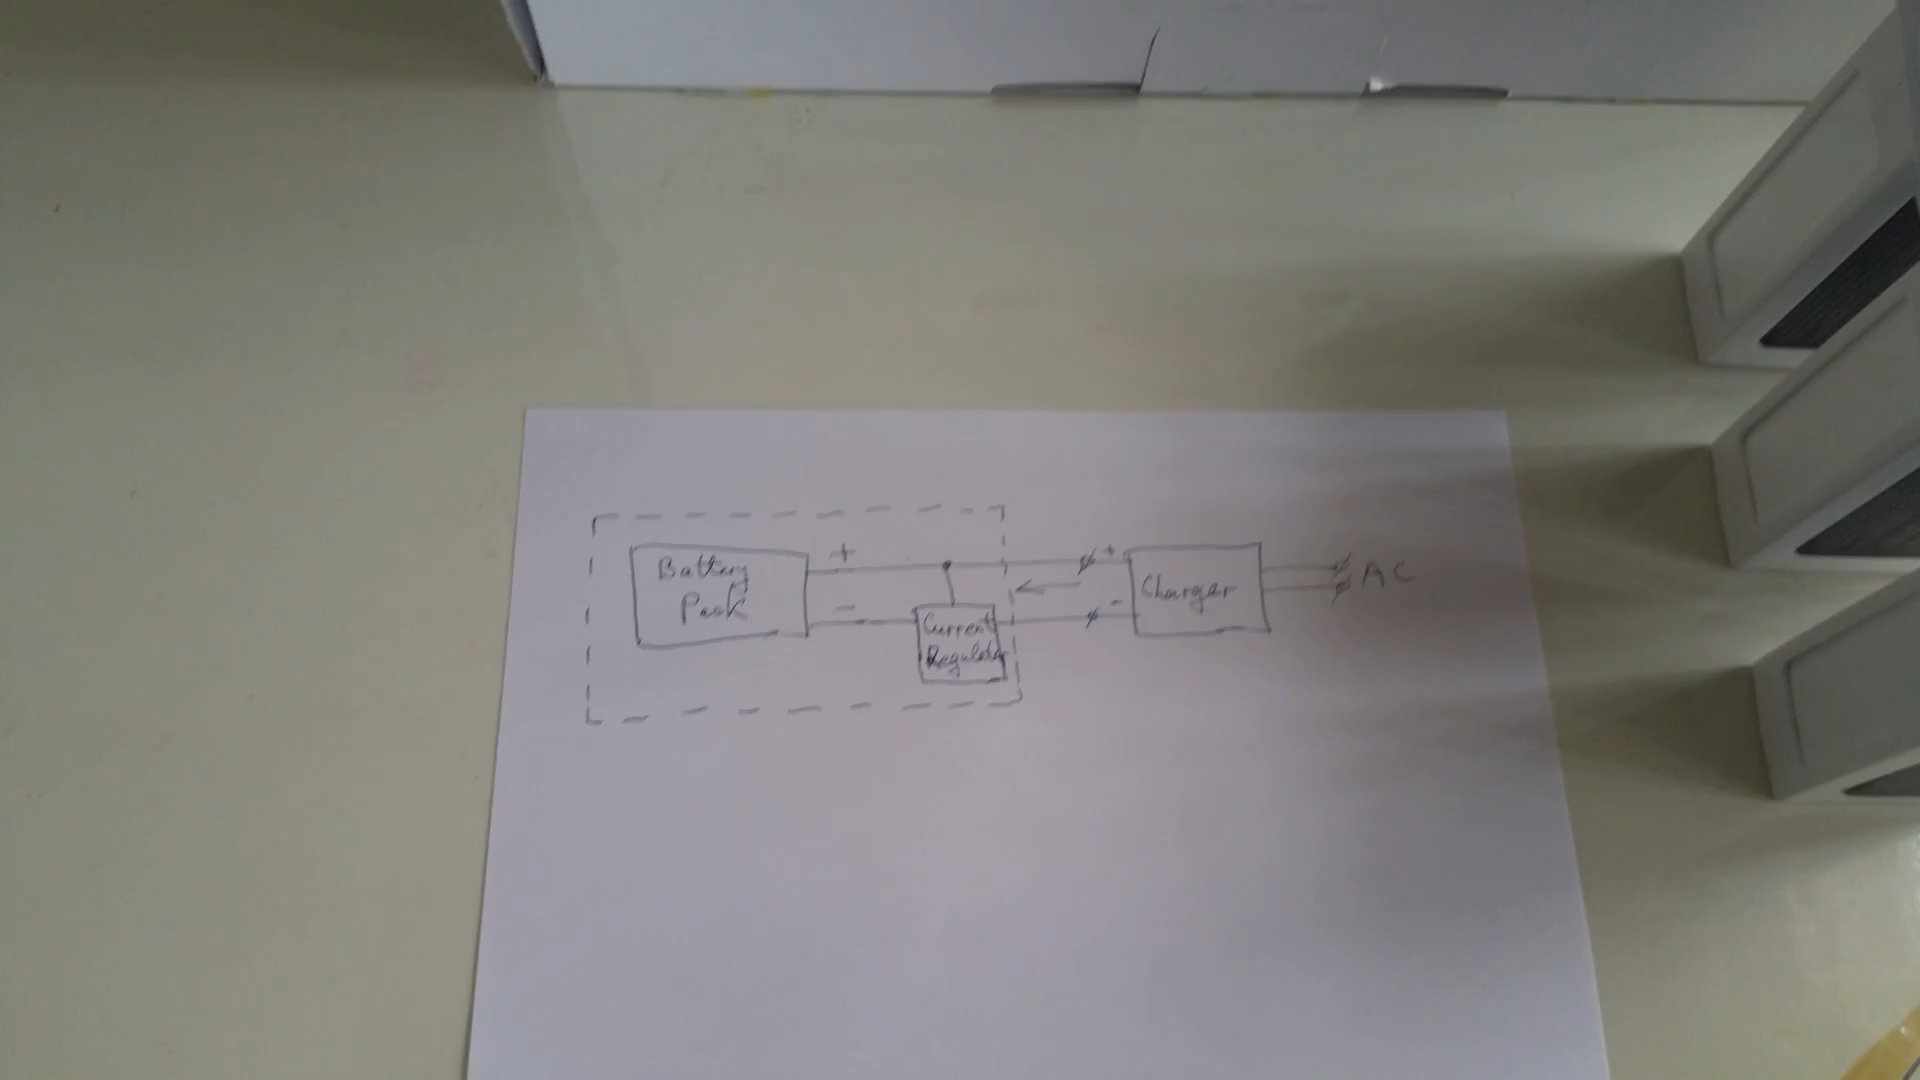 Battery
Pack
+
-
Current
Regulator
+
-
Charger
AC